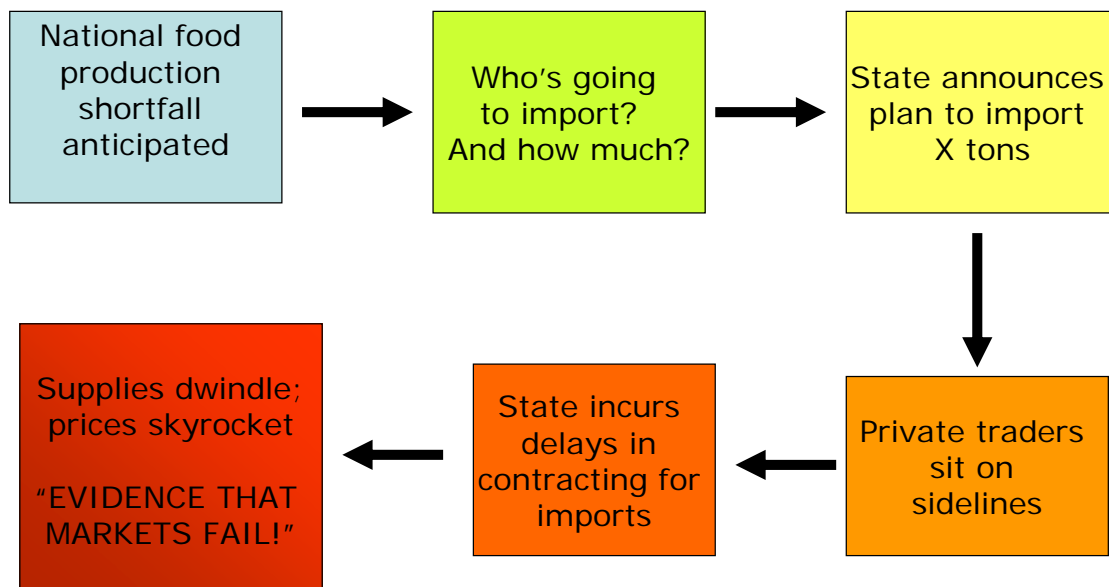 National food
production
shortfall
anticipated
Who's going
to import?
And how much?
State announces
plan to import
X tons
Private traders
sit on
sidelines
State incurs
delays in
contracting for
imports
Supplies dwindle;
prices skyrocket
“EVIDENCE THAT
MARKETS FAIL!”